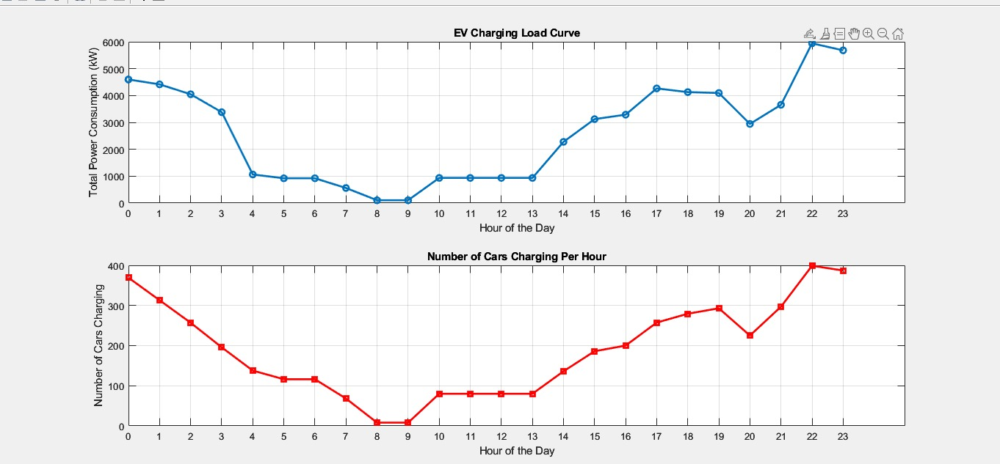 EV Charging Load Curve
6000
5000
4000
3000
2000
1000
0
Total Power Consumption (kW)
0 1 2 3 4 5 6 7 8 9 10 11 12 13 14 15 16 17 18 19 20 21 22 23
Hour of the Day
Number of Cars Charging Per Hour
400
300
200
100
0
Number of Cars Charging
0 1 2 3 4 5 6 7 8 9 10 11 12 13 14 15 16 17 18 19 20 21 22 23
Hour of the Day